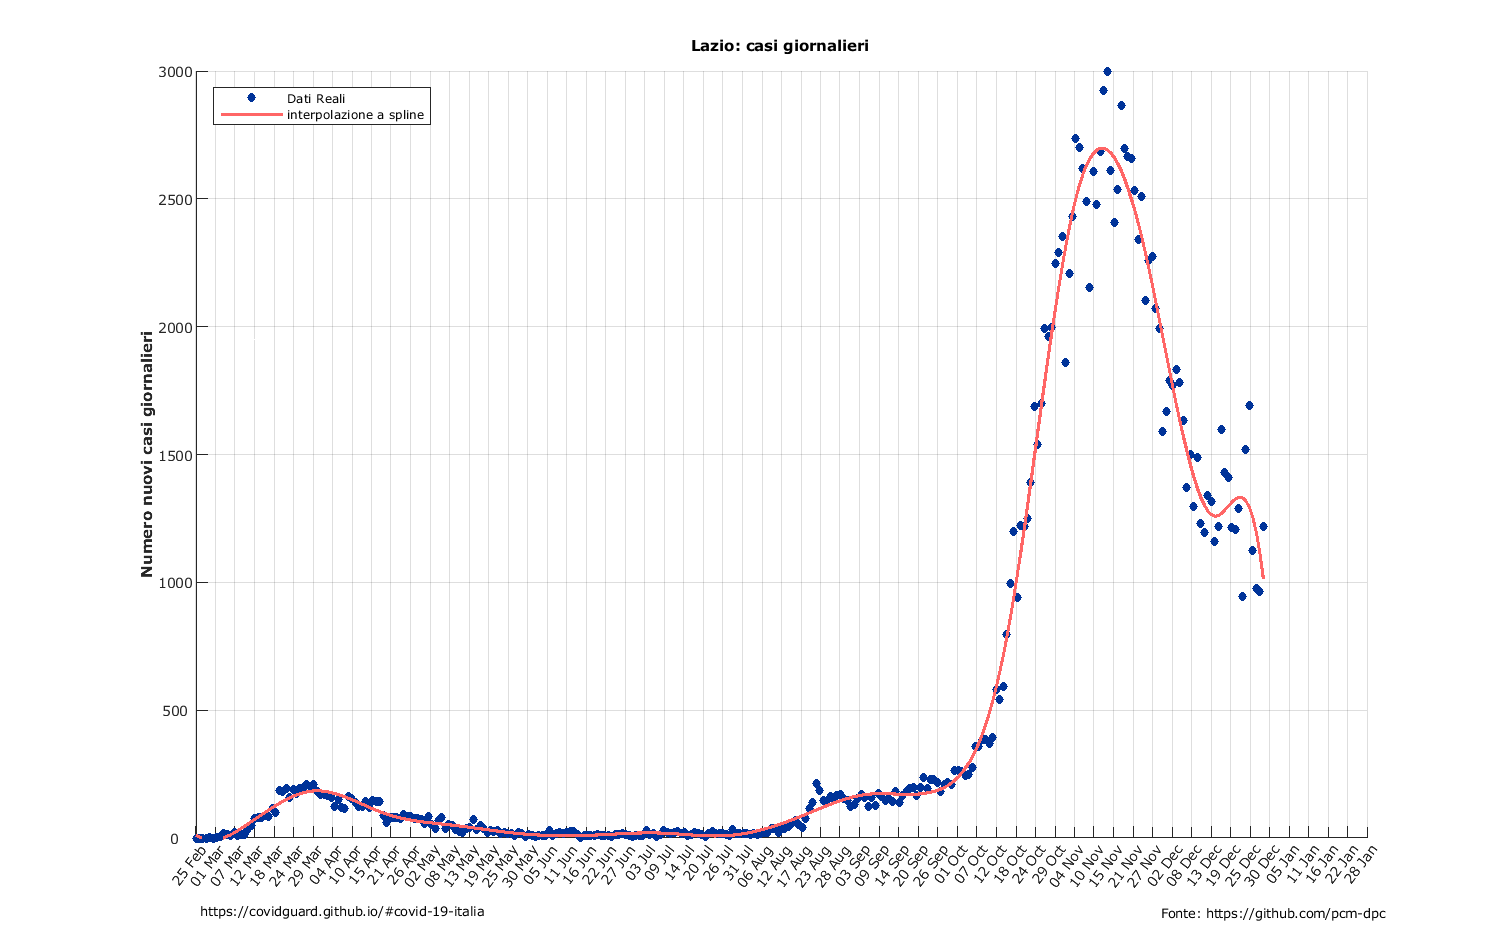 Lazio: casi giornalieri
Dati Reali
interpolazione a spline
Numero nuovi casi giornalieri
3000
2500
2000
1500
1000
500
0
25 Feb
01 Mar
07 Mar
12 Mar
18 Mar
24 Mar
29 Mar
04 Apr
10 Apr
15 Apr
21 Apr
26 Apr
02 May
08 May
13 May
19 May
25 May
30 May
05 Jun
11 Jun
16 Jun
22 Jun
27 Jun
03 Jul
09 Jul
14 Jul
20 Jul
26 Jul
31 Jul
06 Aug
12 Aug
17 Aug
23 Aug
28 Aug
03 Sep
09 Sep
14 Sep
20 Sep
26 Sep
01 Oct
07 Oct
12 Oct
18 Oct
24 Oct
29 Oct
04 Nov
10 Nov
15 Nov
21 Nov
27 Nov
02 Dec
08 Dec
13 Dec
19 Dec
25 Dec
30 Dec
05 Jan
11 Jan
16 Jan
22 Jan
28 Jan
https://covidguard.github.io/#covid-19-italia
Fonte: https://github.com/pcm-dpc